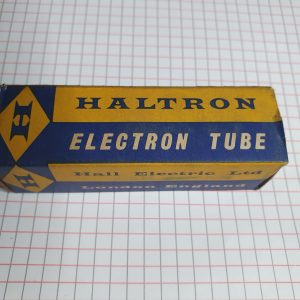 HALTRON
ELECTRON TUBE
Hall Electric Ltd
London England